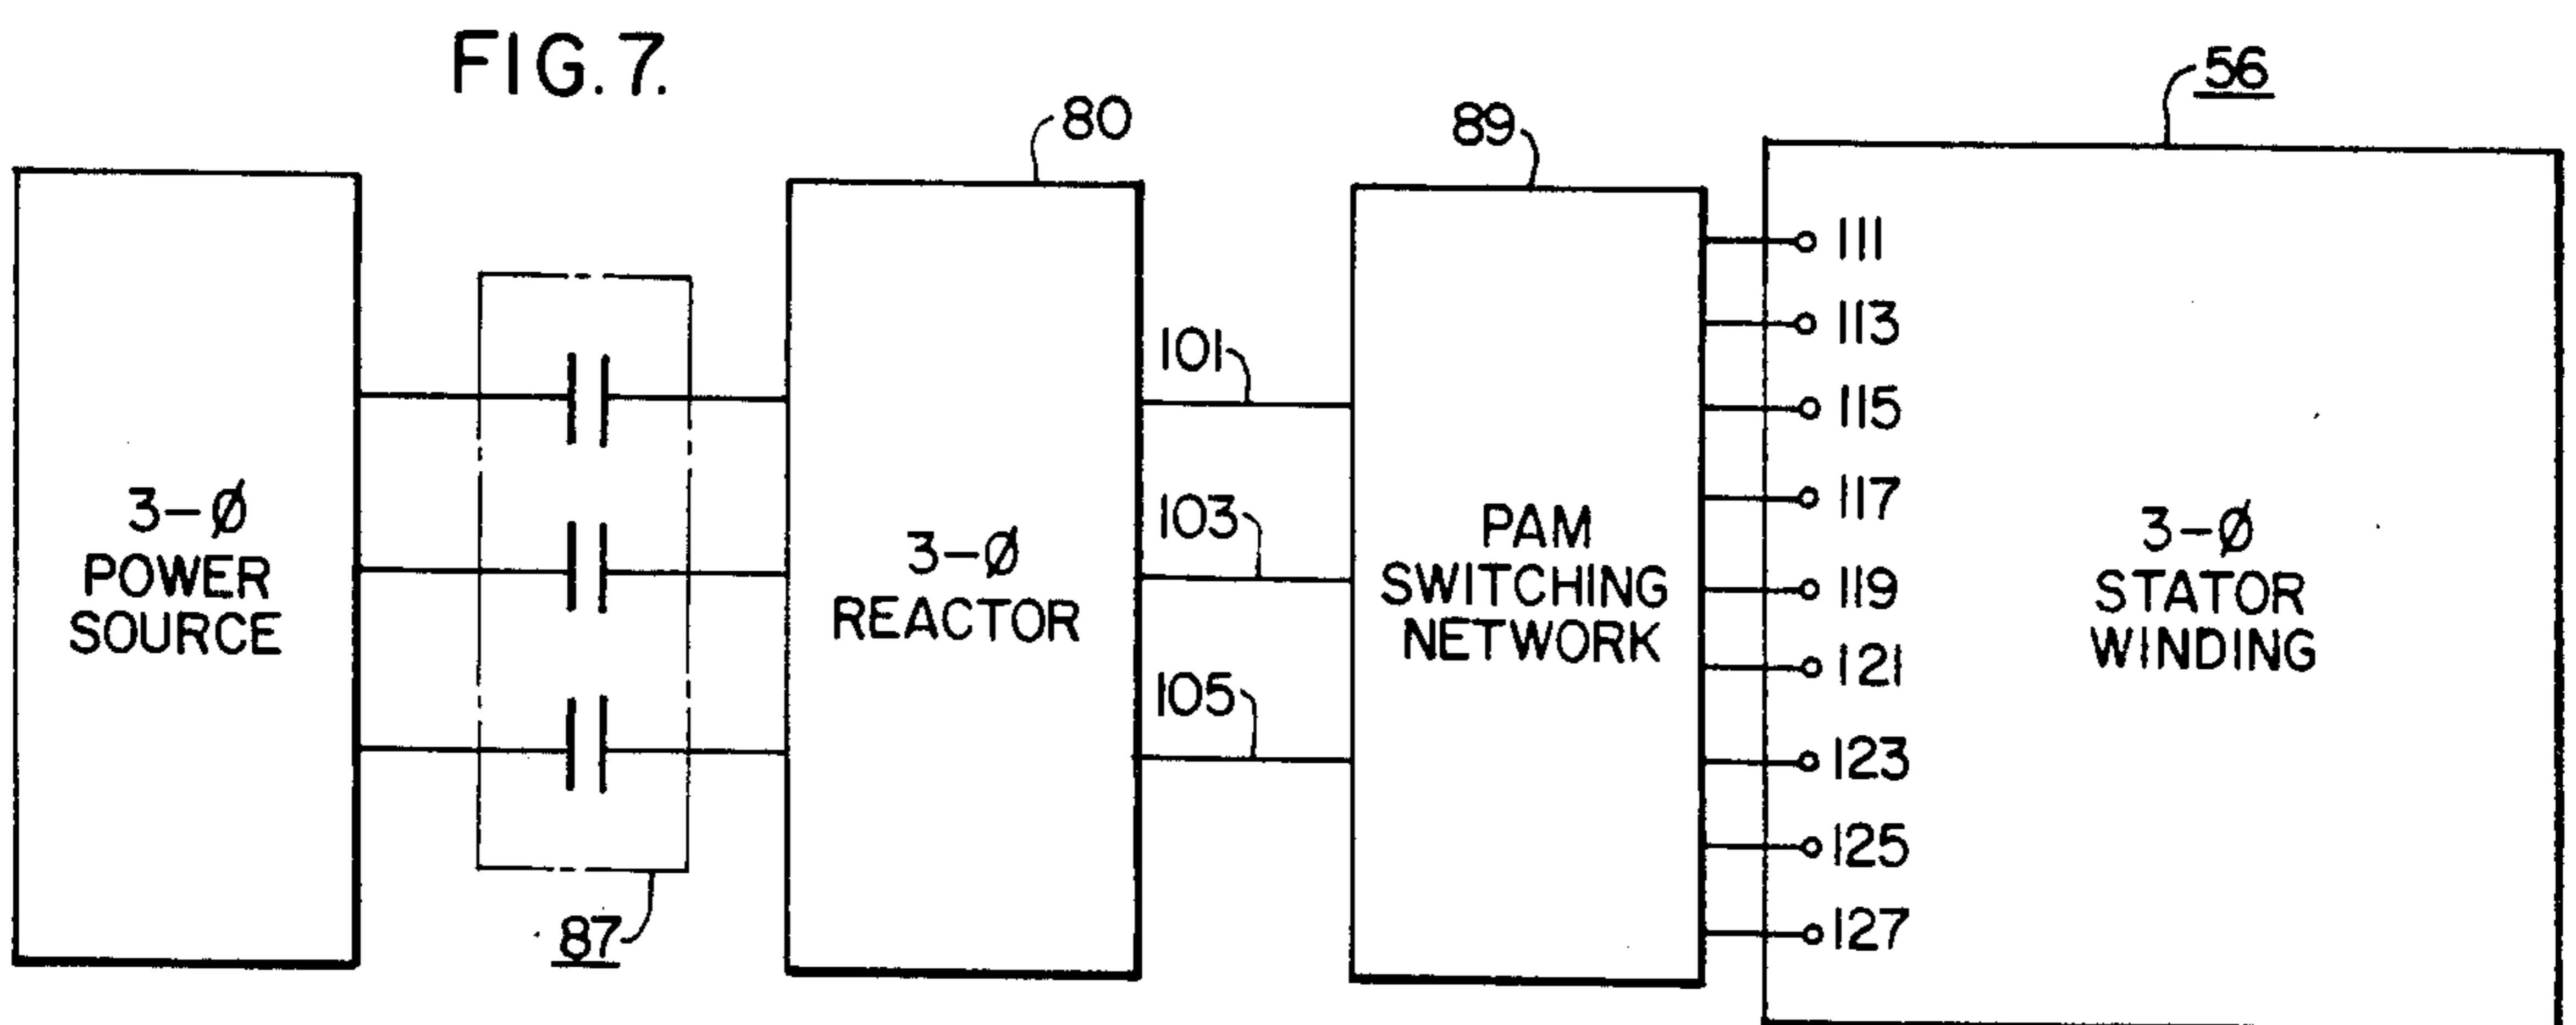 FIG. 7.
56
80
89
111
113
115
101
117
3-Ø
POWER
SOURCE
103
3-Ø
REACTOR
PAM
SWITCHING
NETWORK
3-Ø
STATOR
WINDING
119
121
105
123
125
127
87